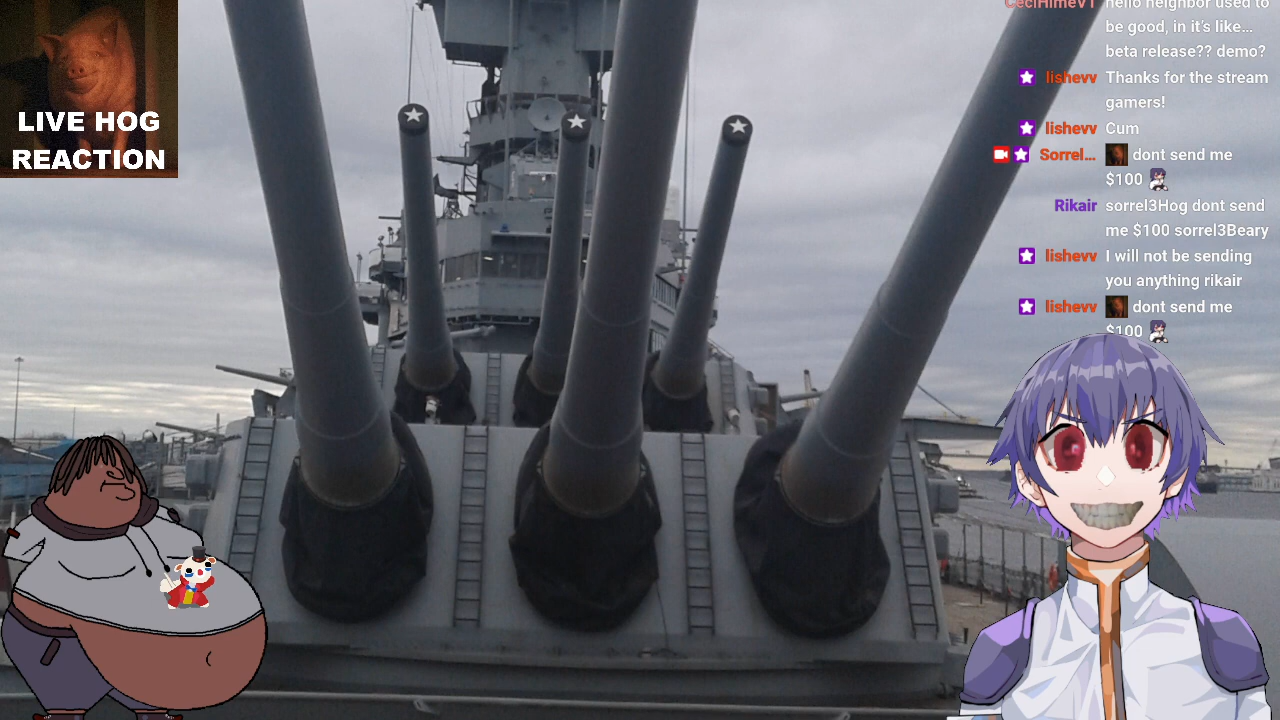 LIVE HOG
REACTION
CeciHimeVT hello neighbor used to
be good, in it's like...
beta release?? demo?
lishevv Thanks for the stream
gamers!
lishevv Cum
Sorrel... dont send me
$100
Rikair sorrel3Hog dont send
me $100 sorrel3Beary
lishevv I will not be sending
you anything rikair
lishevv dont send me
$100